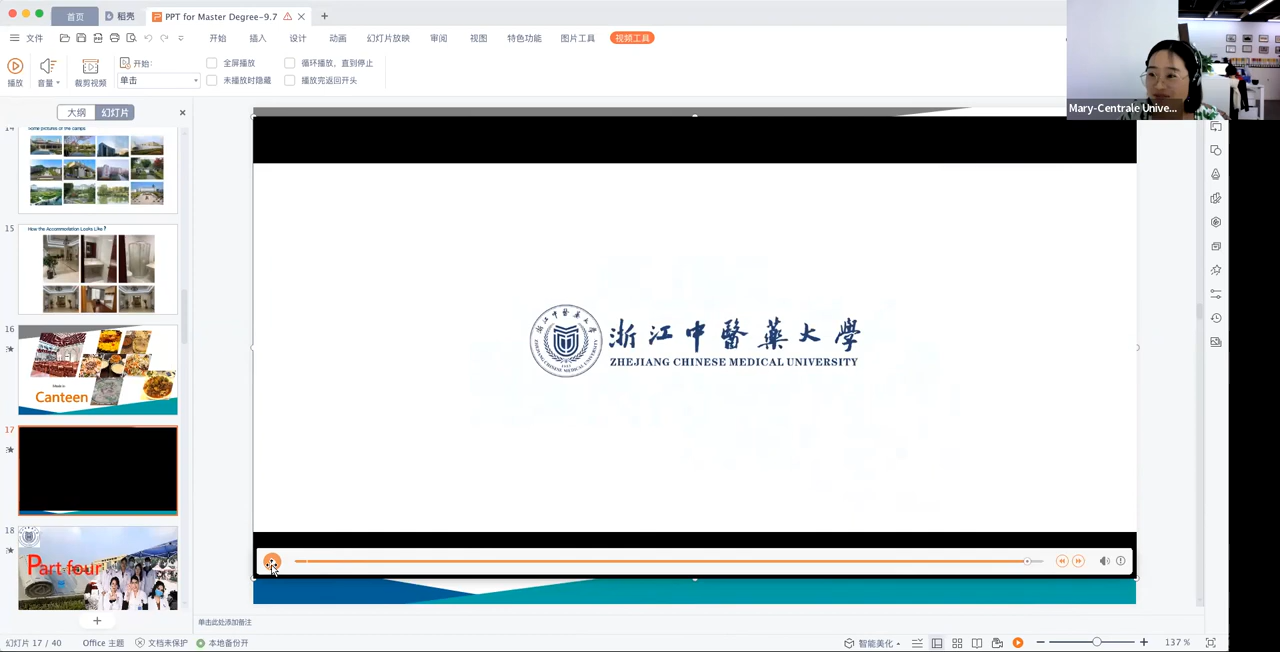 首页
稻壳
PPT for Master Degree-9.7
文件
开始
插入
设计
动画
幻灯片放映
审阅
视图
特色功能
图片工具
视频工具
播放
音量
裁剪视频
开始:
单击
全屏播放
未播放时隐藏
循环播放，直到停止
播放完返回开头
Mary-Centrale Unive...
大纲
幻灯片
14
Some pictures of the campus
15
How the Accommodation Looks Like?
16
Canteen
17
18
Part four
浙江中醫藥大學
ZHEJIANG CHINESE MEDICAL UNIVERSITY
单击此处添加备注
幻灯片 17 / 40
Office 主题
文档未保护
本地备份开
智能美化
137 %